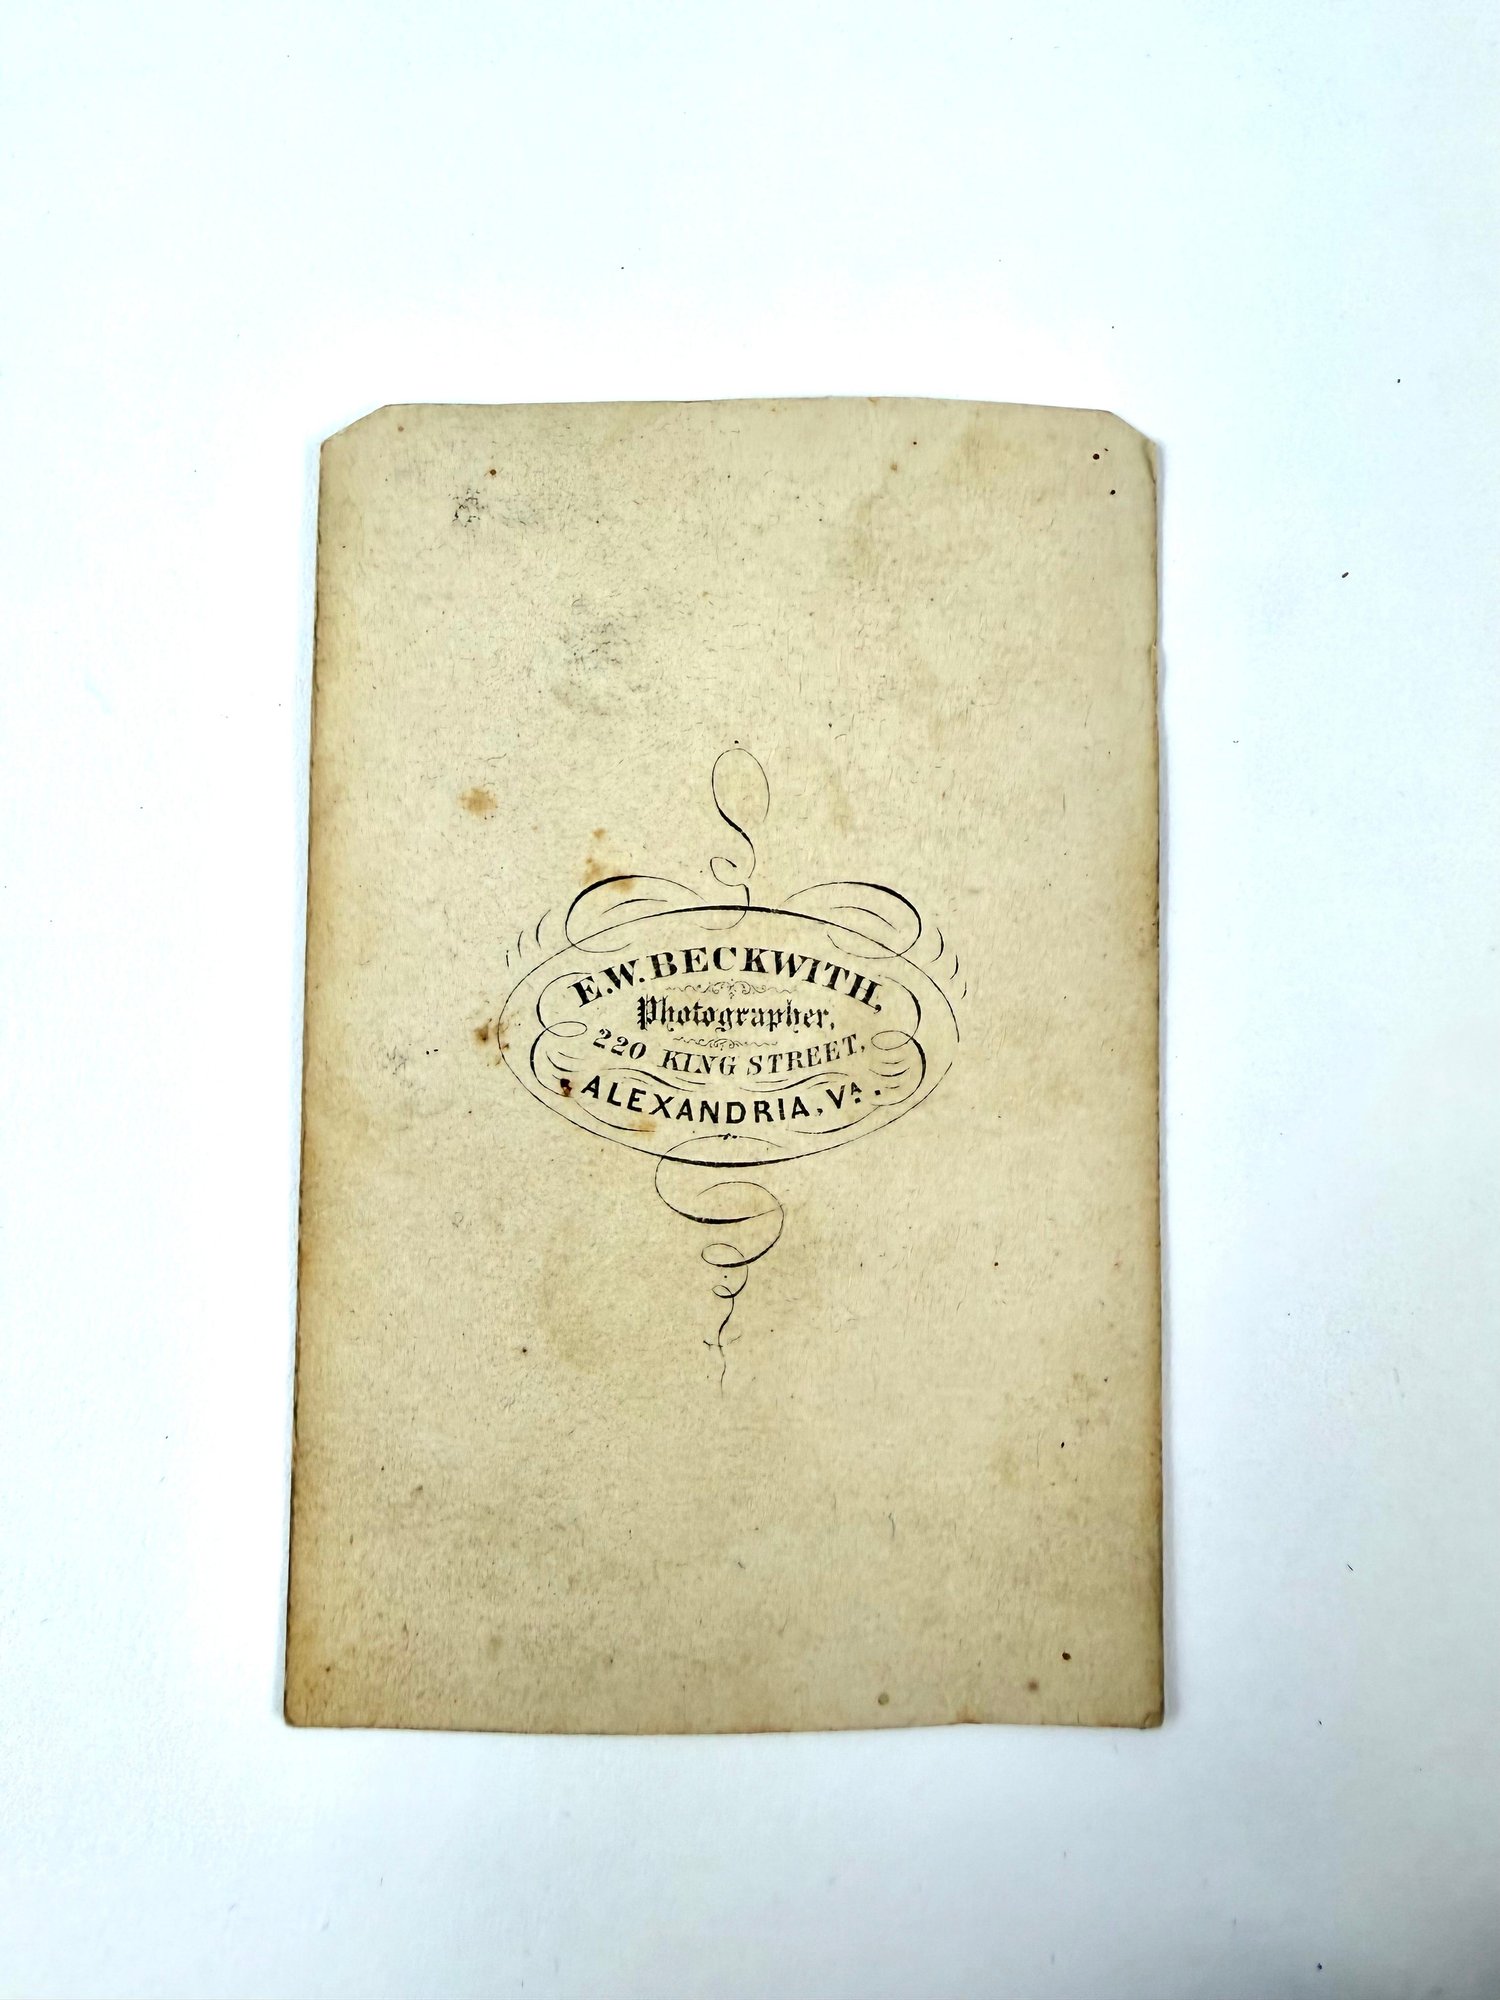 E.W. BECKWITH,
Photographer,
220 KING STREET,
ALEXANDRIA, VA.